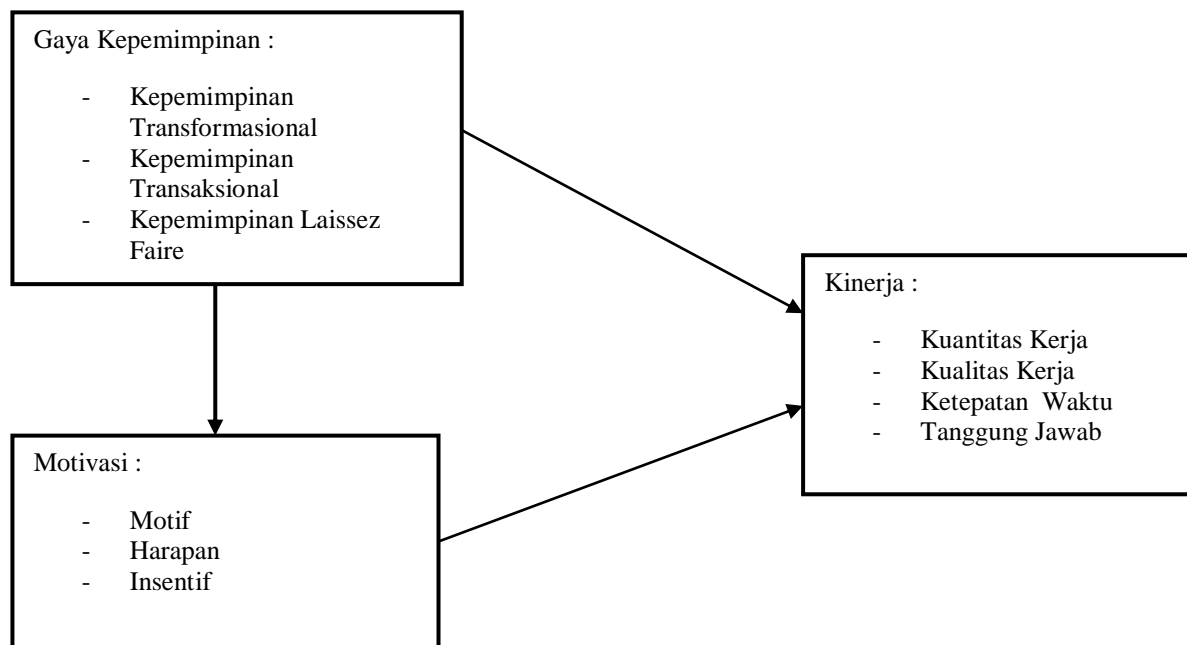 Gaya Kepemimpinan :
- Kepemimpinan
Transformasional
- Kepemimpinan
Transaksional
- Kepemimpinan Laissez
Faire
Kinerja :
- Kuantitas Kerja
- Kualitas Kerja
- Ketepatan Waktu
- Tanggung Jawab
Motivasi :
- Motif
- Harapan
- Insentif